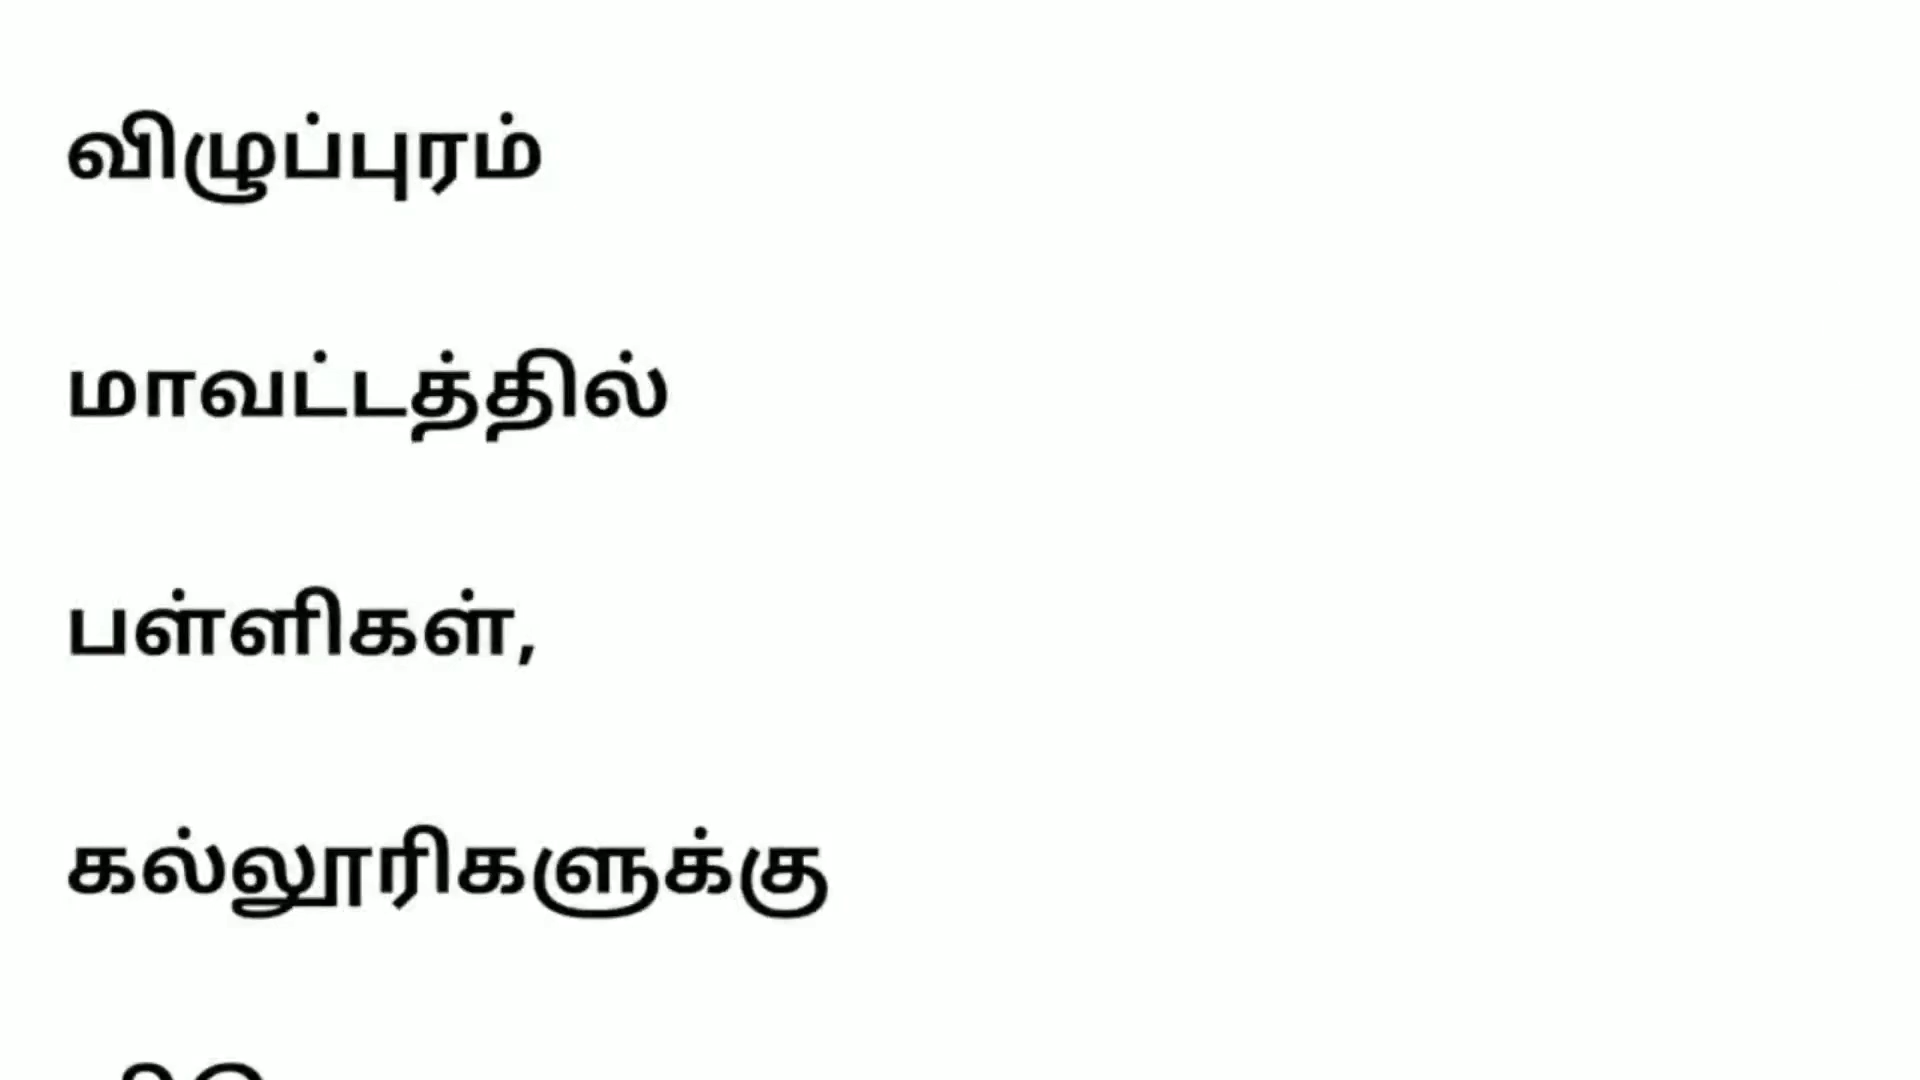 விழுப்புரம்
மாவட்டத்தில்
பள்ளிகள்,
கல்லூரிகளுக்கு